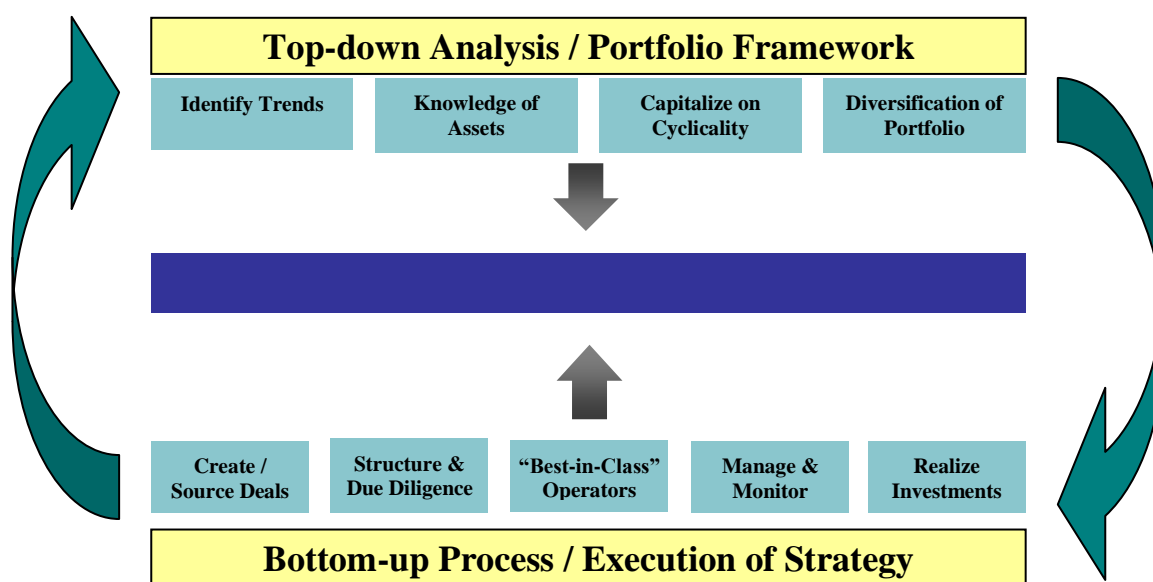 Top-down Analysis / Portfolio Framework
Identify Trends
Knowledge of
Assets
Capitalize on
Cyclicality
Diversification of
Portfolio
Create /
Source Deals
Structure &
Due Diligence
“Best-in-Class”
Operators
Manage &
Monitor
Realize
Investments
Bottom-up Process / Execution of Strategy